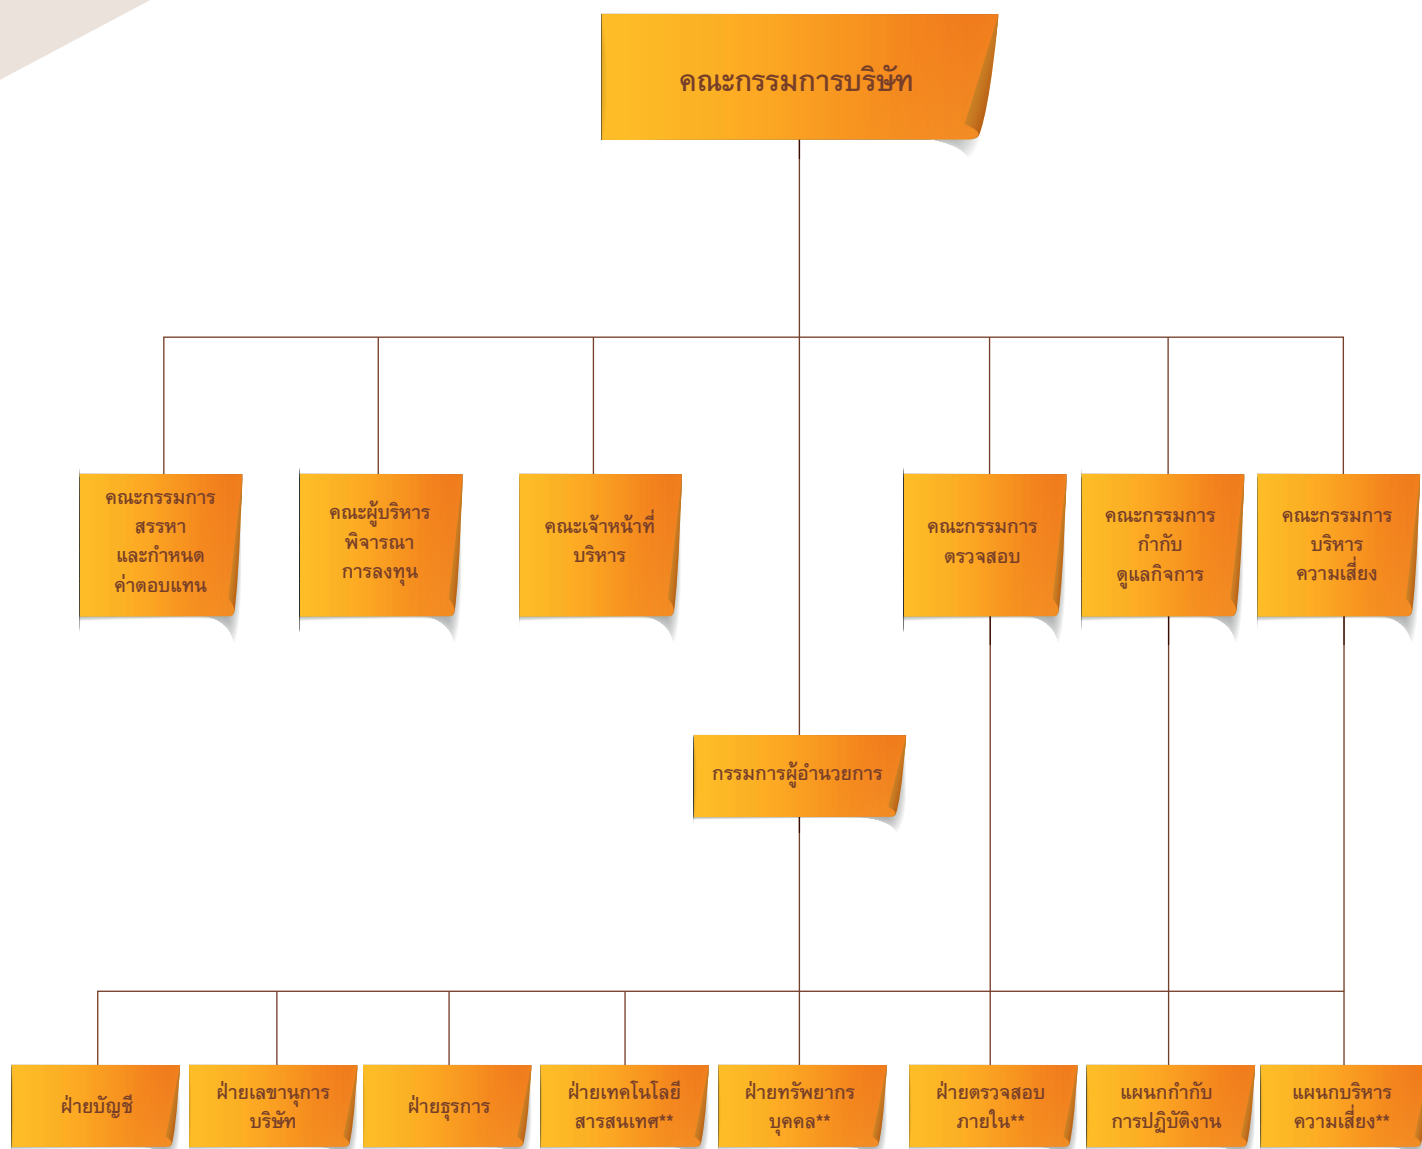 คณะกรรมการบริษัท
คณะกรรมการ
สรรหา
และกำหนด
ค่าตอบแทน
คณะผู้บริหาร
พิจารณา
การลงทุน
คณะเจ้าหน้าที่
บริหาร
คณะกรรมการ
ตรวจสอบ
คณะกรรมการ
กำกับ
ดูแลกิจการ
คณะกรรมการ
บริหาร
ความเสี่ยง
กรรมการผู้อำนวยการ
ฝ่ายบัญชี
ฝ่ายเลขานุการ
บริษัท
ฝ่ายธุรการ
ฝ่ายเทคโนโลยี
สารสนเทศ**
ฝ่ายทรัพยากร
บุคคล**
ฝ่ายตรวจสอบ
ภายใน**
แผนกกำกับ
การปฏิบัติงาน
แผนกบริหาร
ความเสี่ยง**